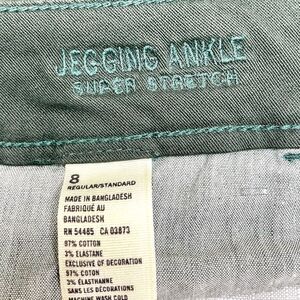 JEGGING ANKLE
SUPER STRETCH
8
REGULAR/STANDARD
MADE IN BANGLADESH
FABRIQUÉ AU
BANGLADESH
RN 54485 CA 03873
97% COTTON
3% ELASTANE
EXCLUSIVE OF DECORATION
97% COTON
3% ÉLASTHANNE
SANS LES DÉCORATIONS
MACHINE WASH COLD